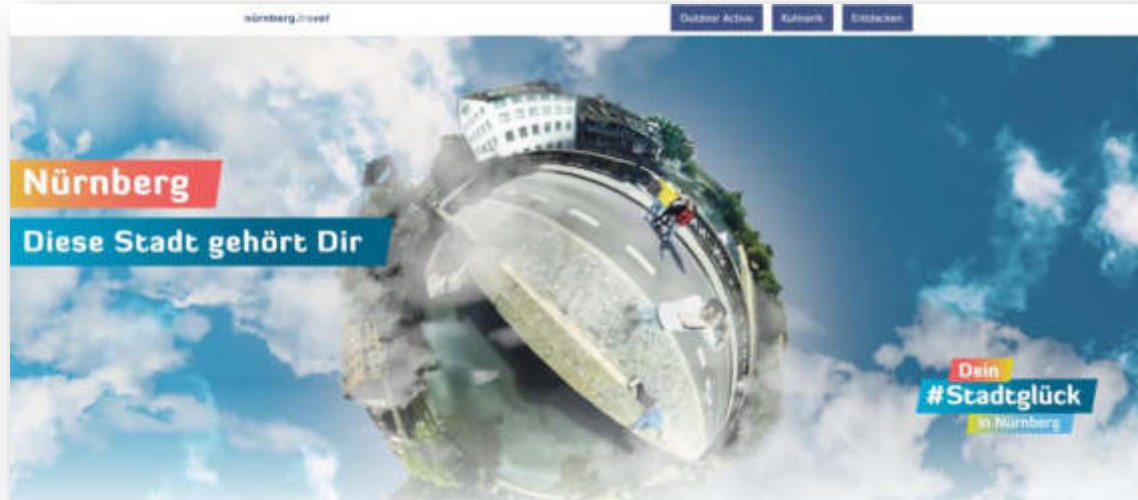 nürnberg.travel
Outdoor Active Kulinarik Entdecken
Nürnberg
Diese Stadt gehört Dir
Dein
#Stadtglück
in Nürnberg